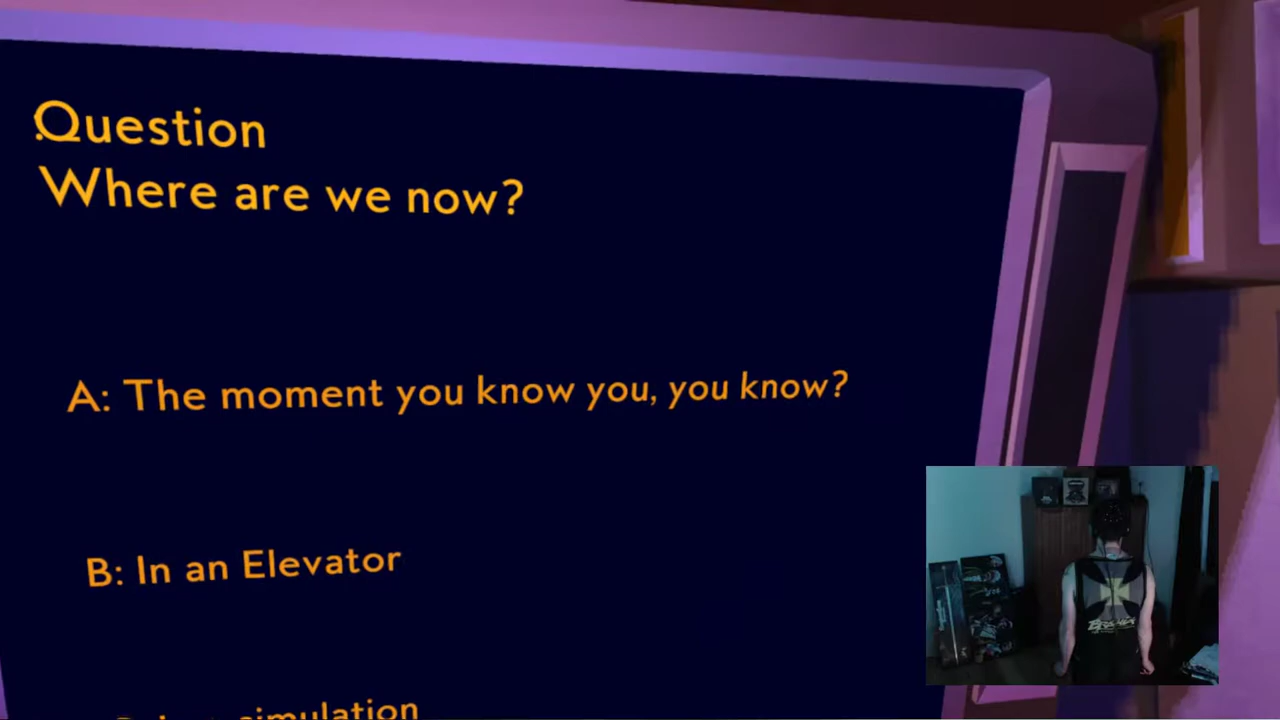 Question
Where are we now?
A: The moment you know you, you know?
B: In an Elevator
simulation